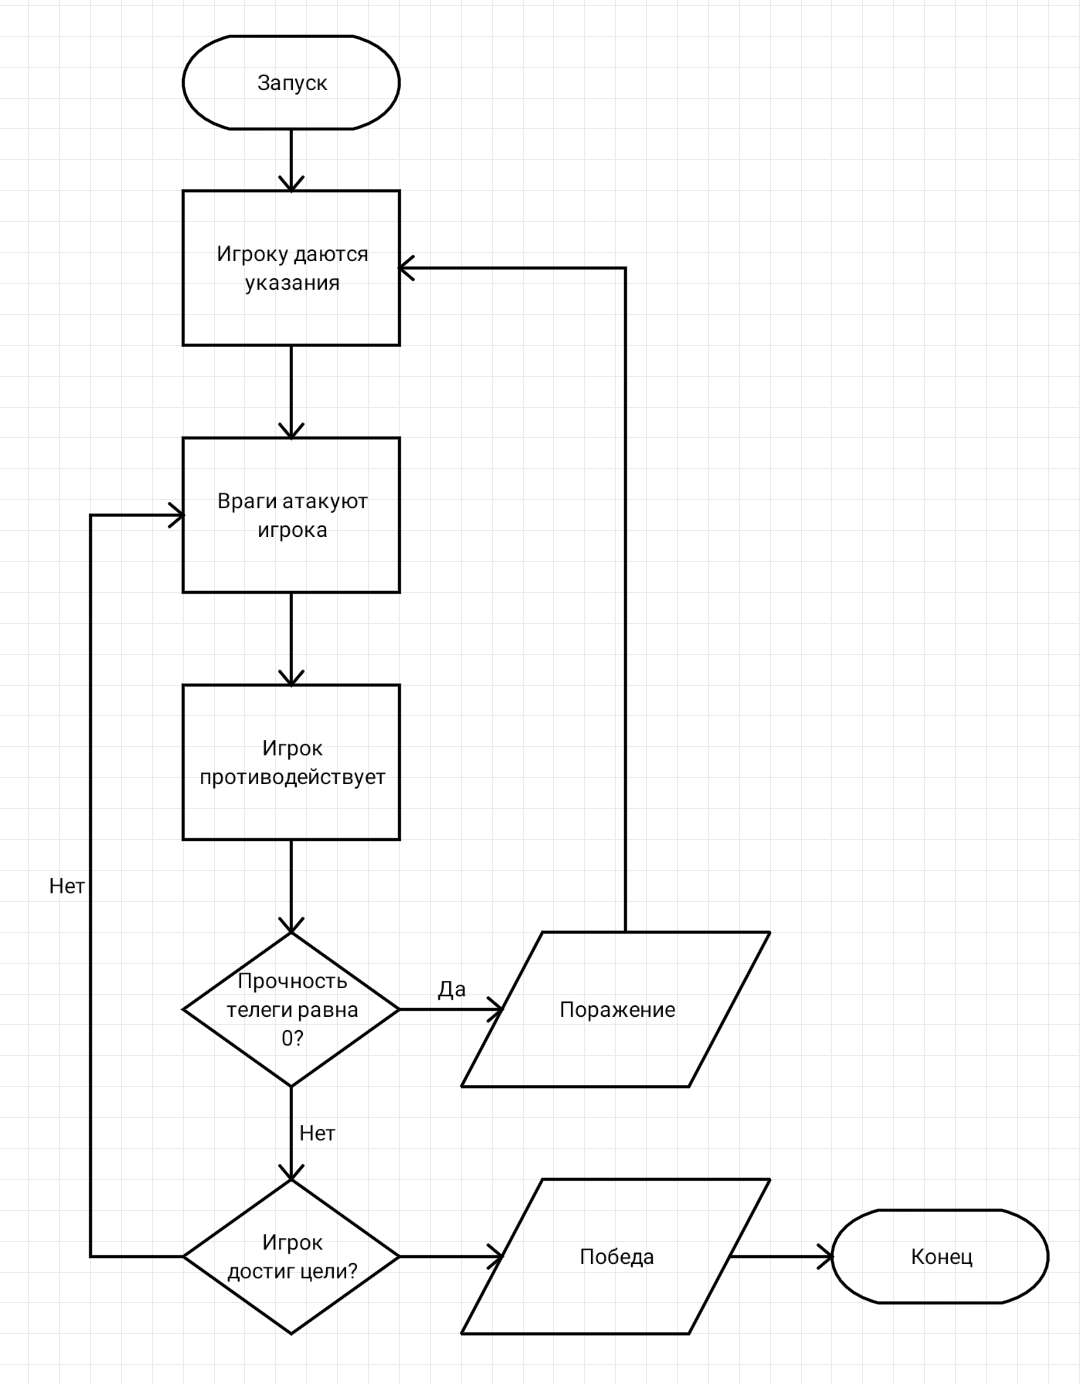 Запуск
Игроку даются
указания
Враги атакуют
игрока
Игрок
противодействует
Нет
Прочность
телеги равна
0?
Да
Поражение
Нет
Игрок
достиг цели?
Победа
Конец